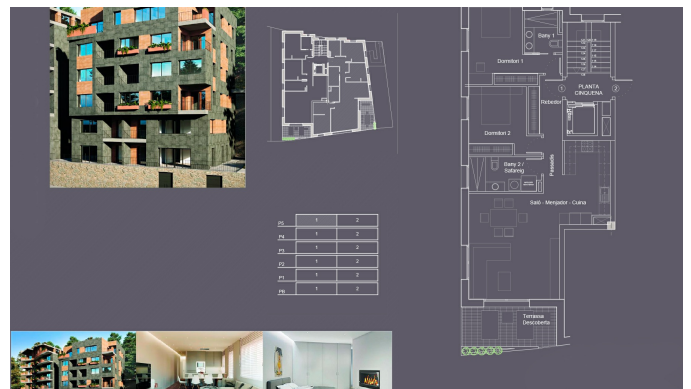 Bany 1
Dormitori 1
1
PLANTA
CINQUENA
2
Rebedor
Dormitori 2
Passadís
Bany 2 /
Safareig
Saló - Menjador - Cuina
Terrassa
Descoberta
P5 1 2
P4 1 2
P3 1 2
P2 1 2
P1 1 2
PB 1 2